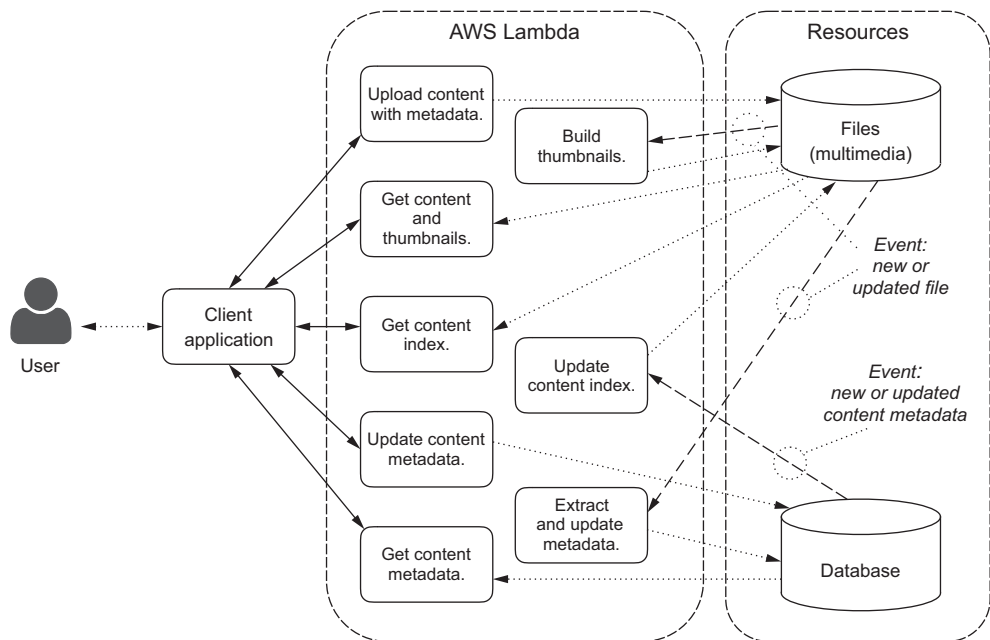 AWS Lambda
Resources
Upload content
with metadata.
Build
thumbnails.
Files
(multimedia)
Get content
and
thumbnails.
Event:
new or
updated file
Client
application
User
Get content
index.
Update
content index.
Event:
new or updated
content metadata
Update content
metadata.
Extract
and update
metadata.
Get content
metadata.
Database